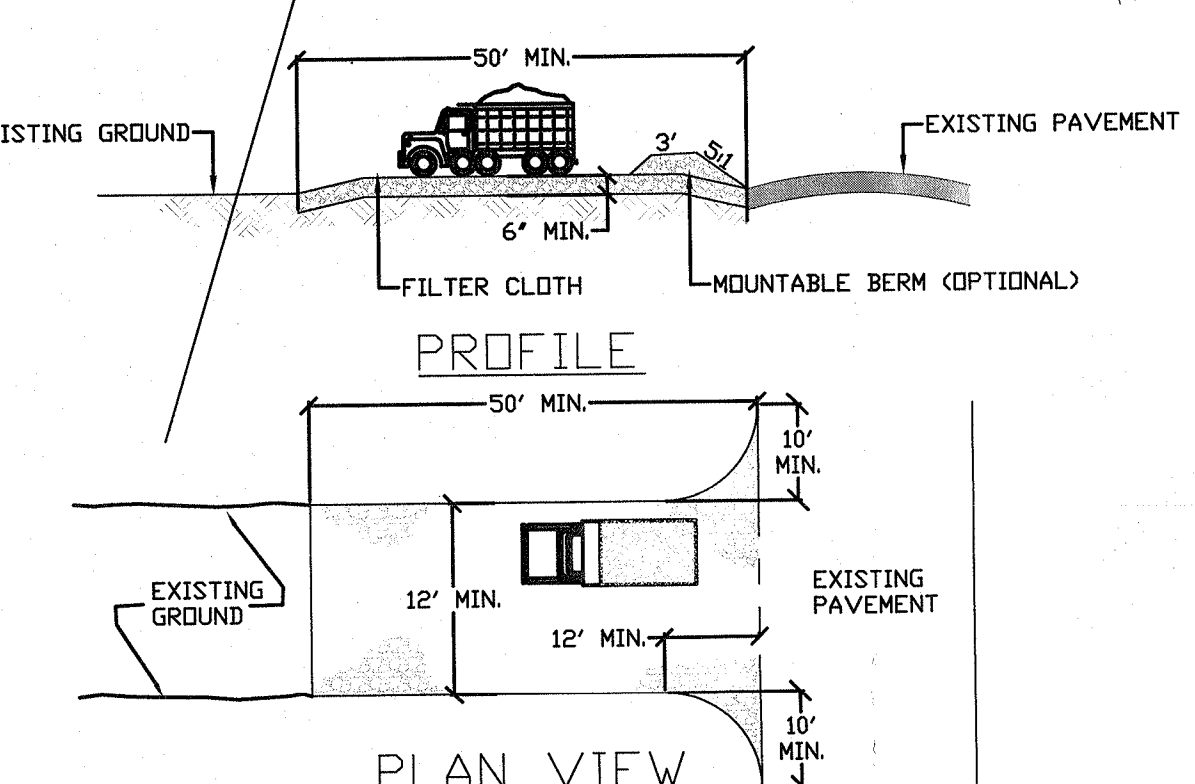 50' MIN.
ISTING GROUND
EXISTING PAVEMENT
3'
5:1
6" MIN.
FILTER CLOTH
MOUNTABLE BERM (OPTIONAL)
PROFILE
50' MIN.
10'
MIN.
EXISTING
GROUND
12' MIN.
EXISTING
PAVEMENT
12' MIN.
10'
MIN.
PLAN VIEW